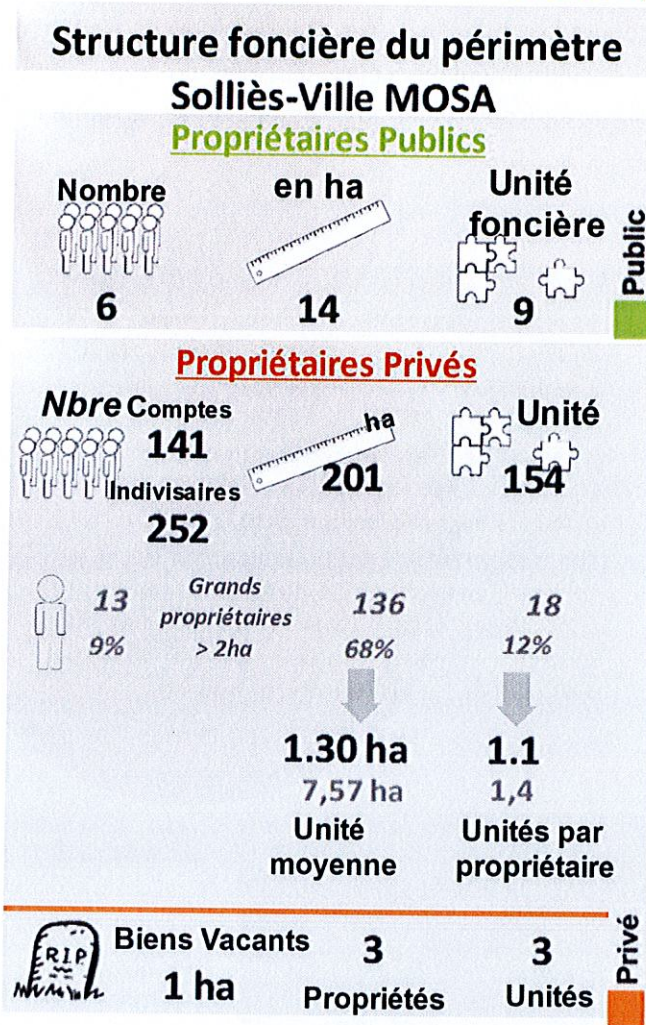 Structure foncière du périmètre
Solliès-Ville MOSA
Propriétaires Publics
Nombre
6
en ha
14
Unité
foncière
9
Public
Propriétaires Privés
Nbre Comptes
141
Indivisaires
252
ha
201
Unité
154
13 Grands propriétaires 136 18
9% > 2ha 68% 12%
1.30 ha 1.1
7,57 ha 1,4
Unité
moyenne
Unités par
propriétaire
R.I.P.
Biens Vacants
1 ha
3
Propriétés
3
Unités
Privé